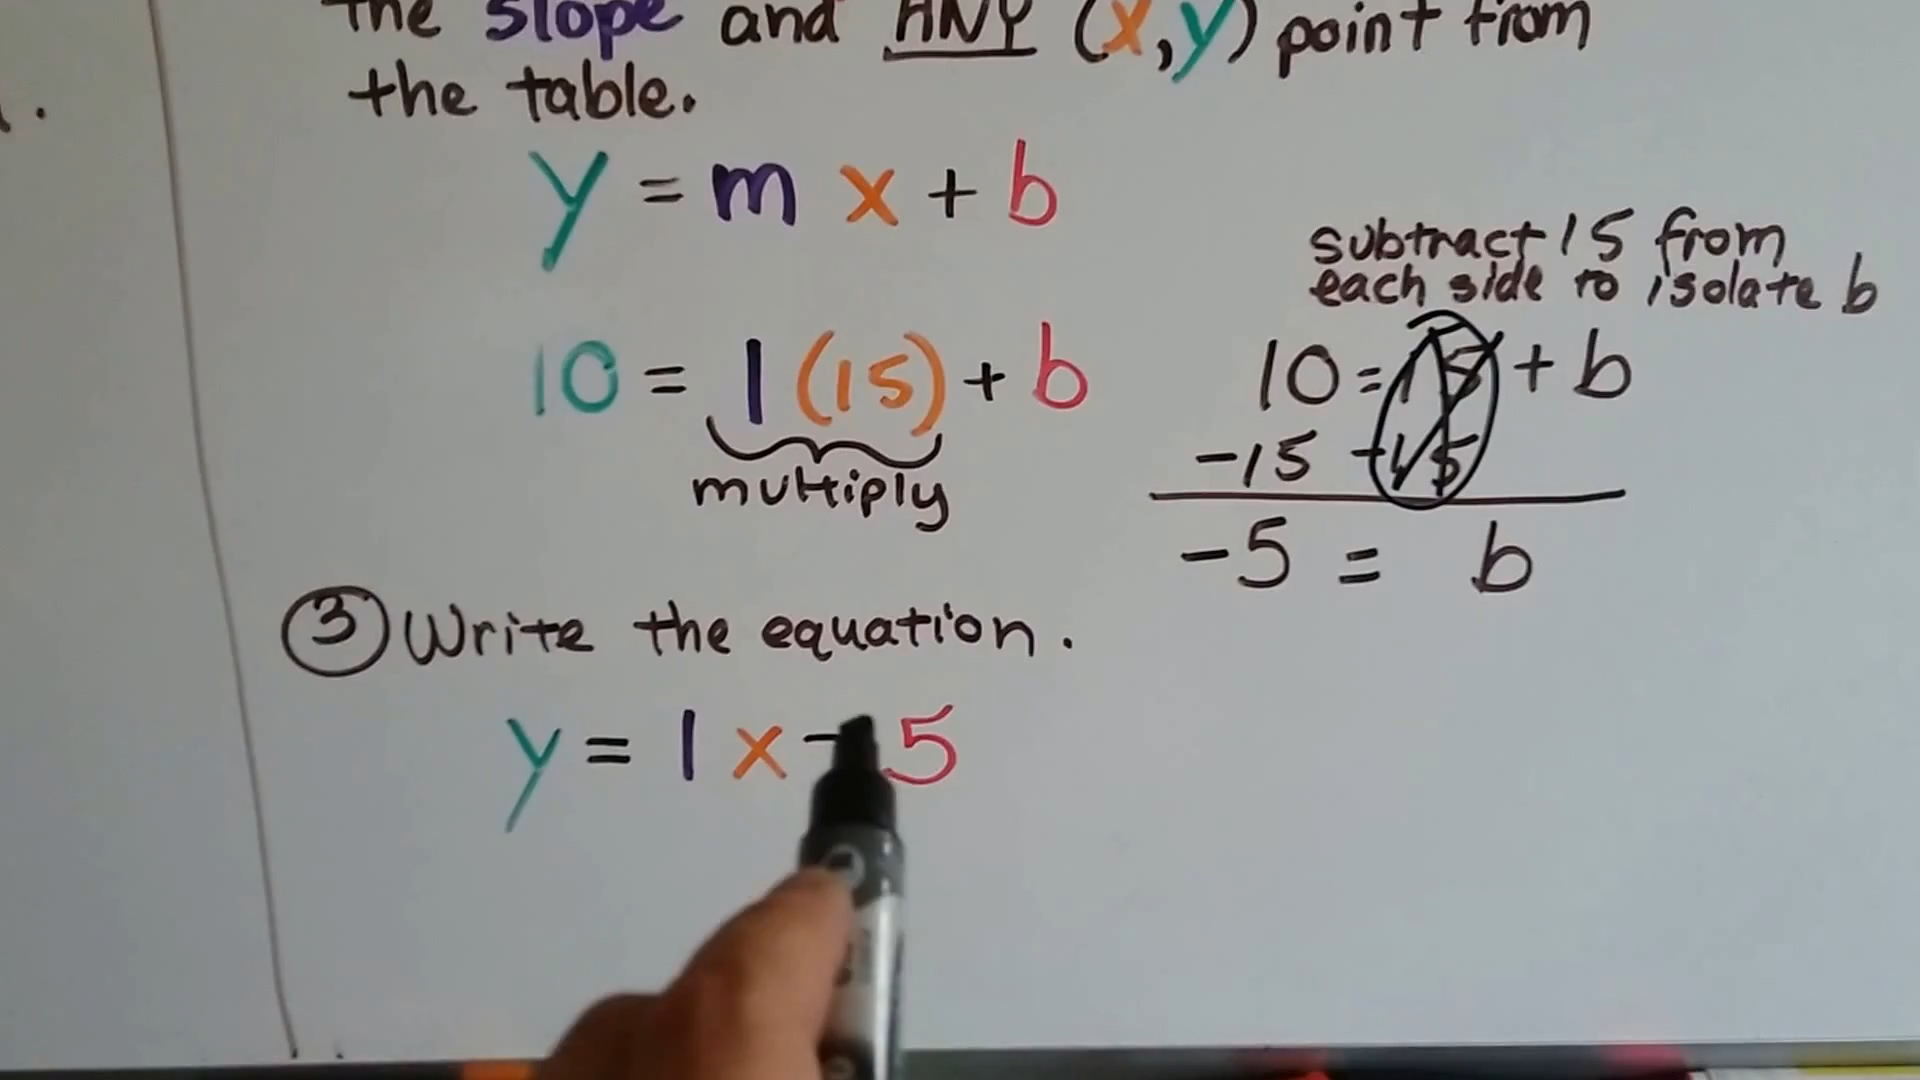 the slope and ANY (x,y) point from
the table.
y = m x + b
10 = 1 (15) + b
multiply
subtract 15 from
each side to isolate b
10 = 15 + b
-15 -15
-5 = b
③ Write the equation.
y = 1 x - 5